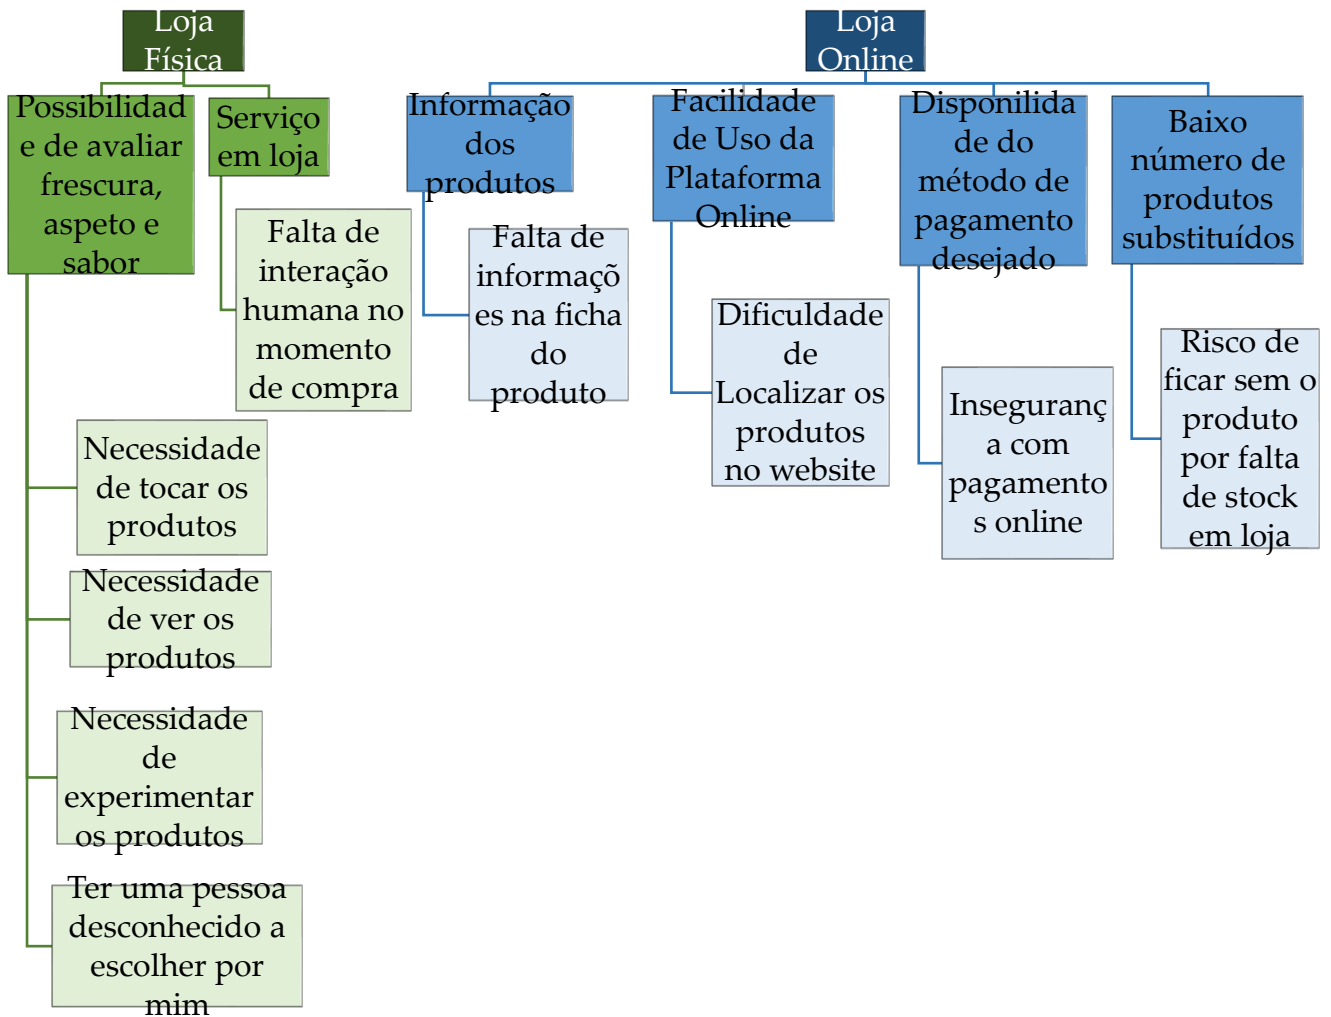 Loja
Física
Possibilidad
e de avaliar
frescura,
aspeto e
sabor
Serviço
em loja
Falta de
interação
humana no
momento
de compra
Necessidade
de tocar os
produtos
Necessidade
de ver os
produtos
Necessidade
de
experimentar
os produtos
Ter uma pessoa
desconhecido a
escolher por
mim
Loja
Online
Informação
dos
produtos
Falta de
informaçõ
es na ficha
do
produto
Facilidade
de Uso da
Plataforma
Online
Dificuldade
de
Localizar os
produtos
no website
Disponilida
de do
método de
pagamento
desejado
Inseguranç
a com
pagamento
s online
Baixo
número de
produtos
substituídos
Risco de
ficar sem o
produto
por falta
de stock
em loja